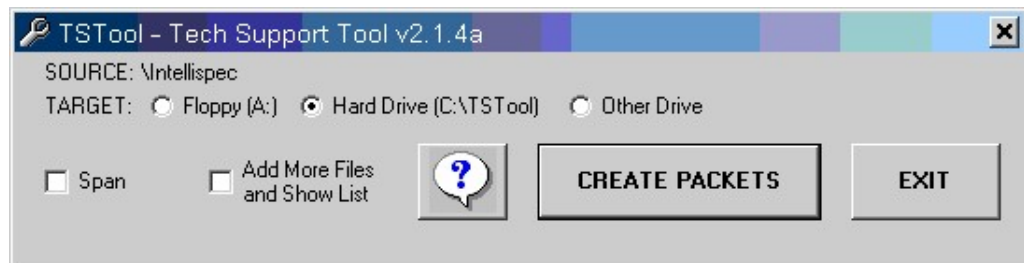 TSTool - Tech Support Tool v2.1.4a
SOURCE: \Intellispec
TARGET: Floppy (A:) Hard Drive (C:\TSTool) Other Drive
Span
Add More Files
and Show List
?
CREATE PACKETS
EXIT